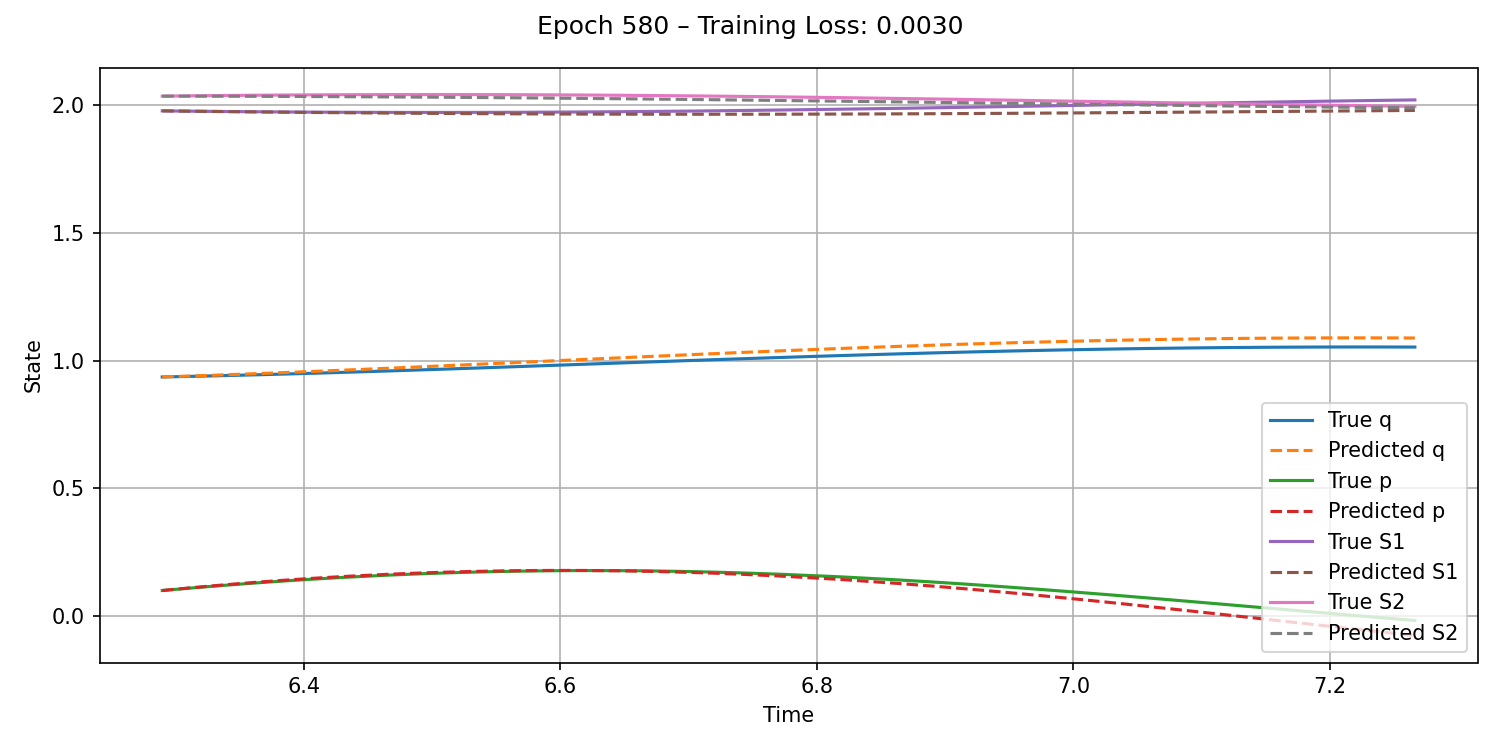 Epoch 580 – Training Loss: 0.0030
State
2.0
1.5
1.0
0.5
0.0
True q
Predicted q
True p
Predicted p
True S1
Predicted S1
True S2
Predicted S2
6.4 6.6 6.8 7.0 7.2
Time